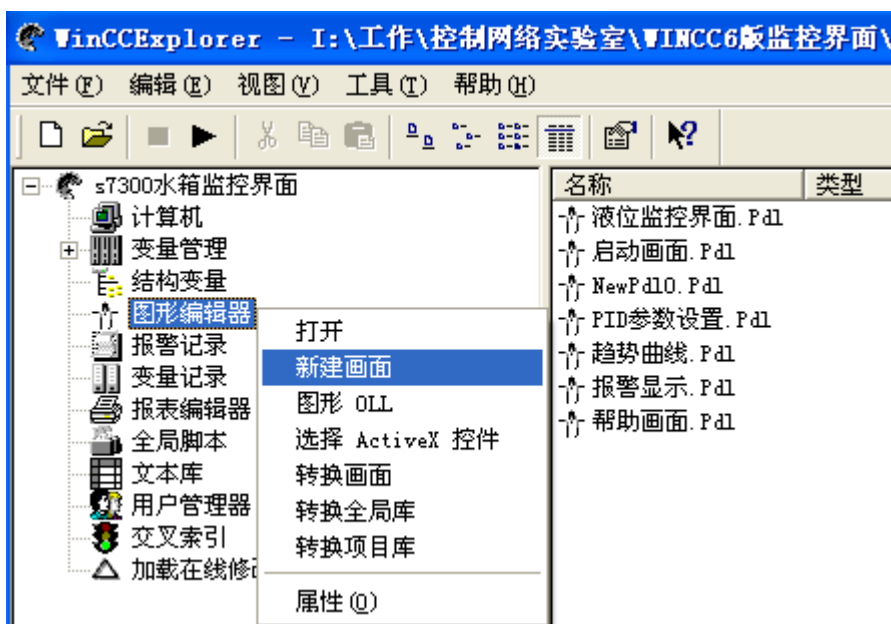 WinCCExplorer - I:\工作\控制网络实验室\WINCC6版监控界面\
文件(F) 编辑(E) 视图(V) 工具(T) 帮助(H)
s7300水箱监控界面
计算机
变量管理
结构变量
图形编辑器
报警记录
变量记录
报表编辑器
全局脚本
文本库
用户管理器
交叉索引
加载在线修
打开
新建画面
图形 OLL
选择 ActiveX 控件
转换画面
转换全局库
转换项目库
属性(O)
名称 类型
液位监控界面.Pdl
启动画面.Pdl
NewPdl0.Pdl
PID参数设置.Pdl
趋势曲线.Pdl
报警显示.Pdl
帮助画面.Pdl